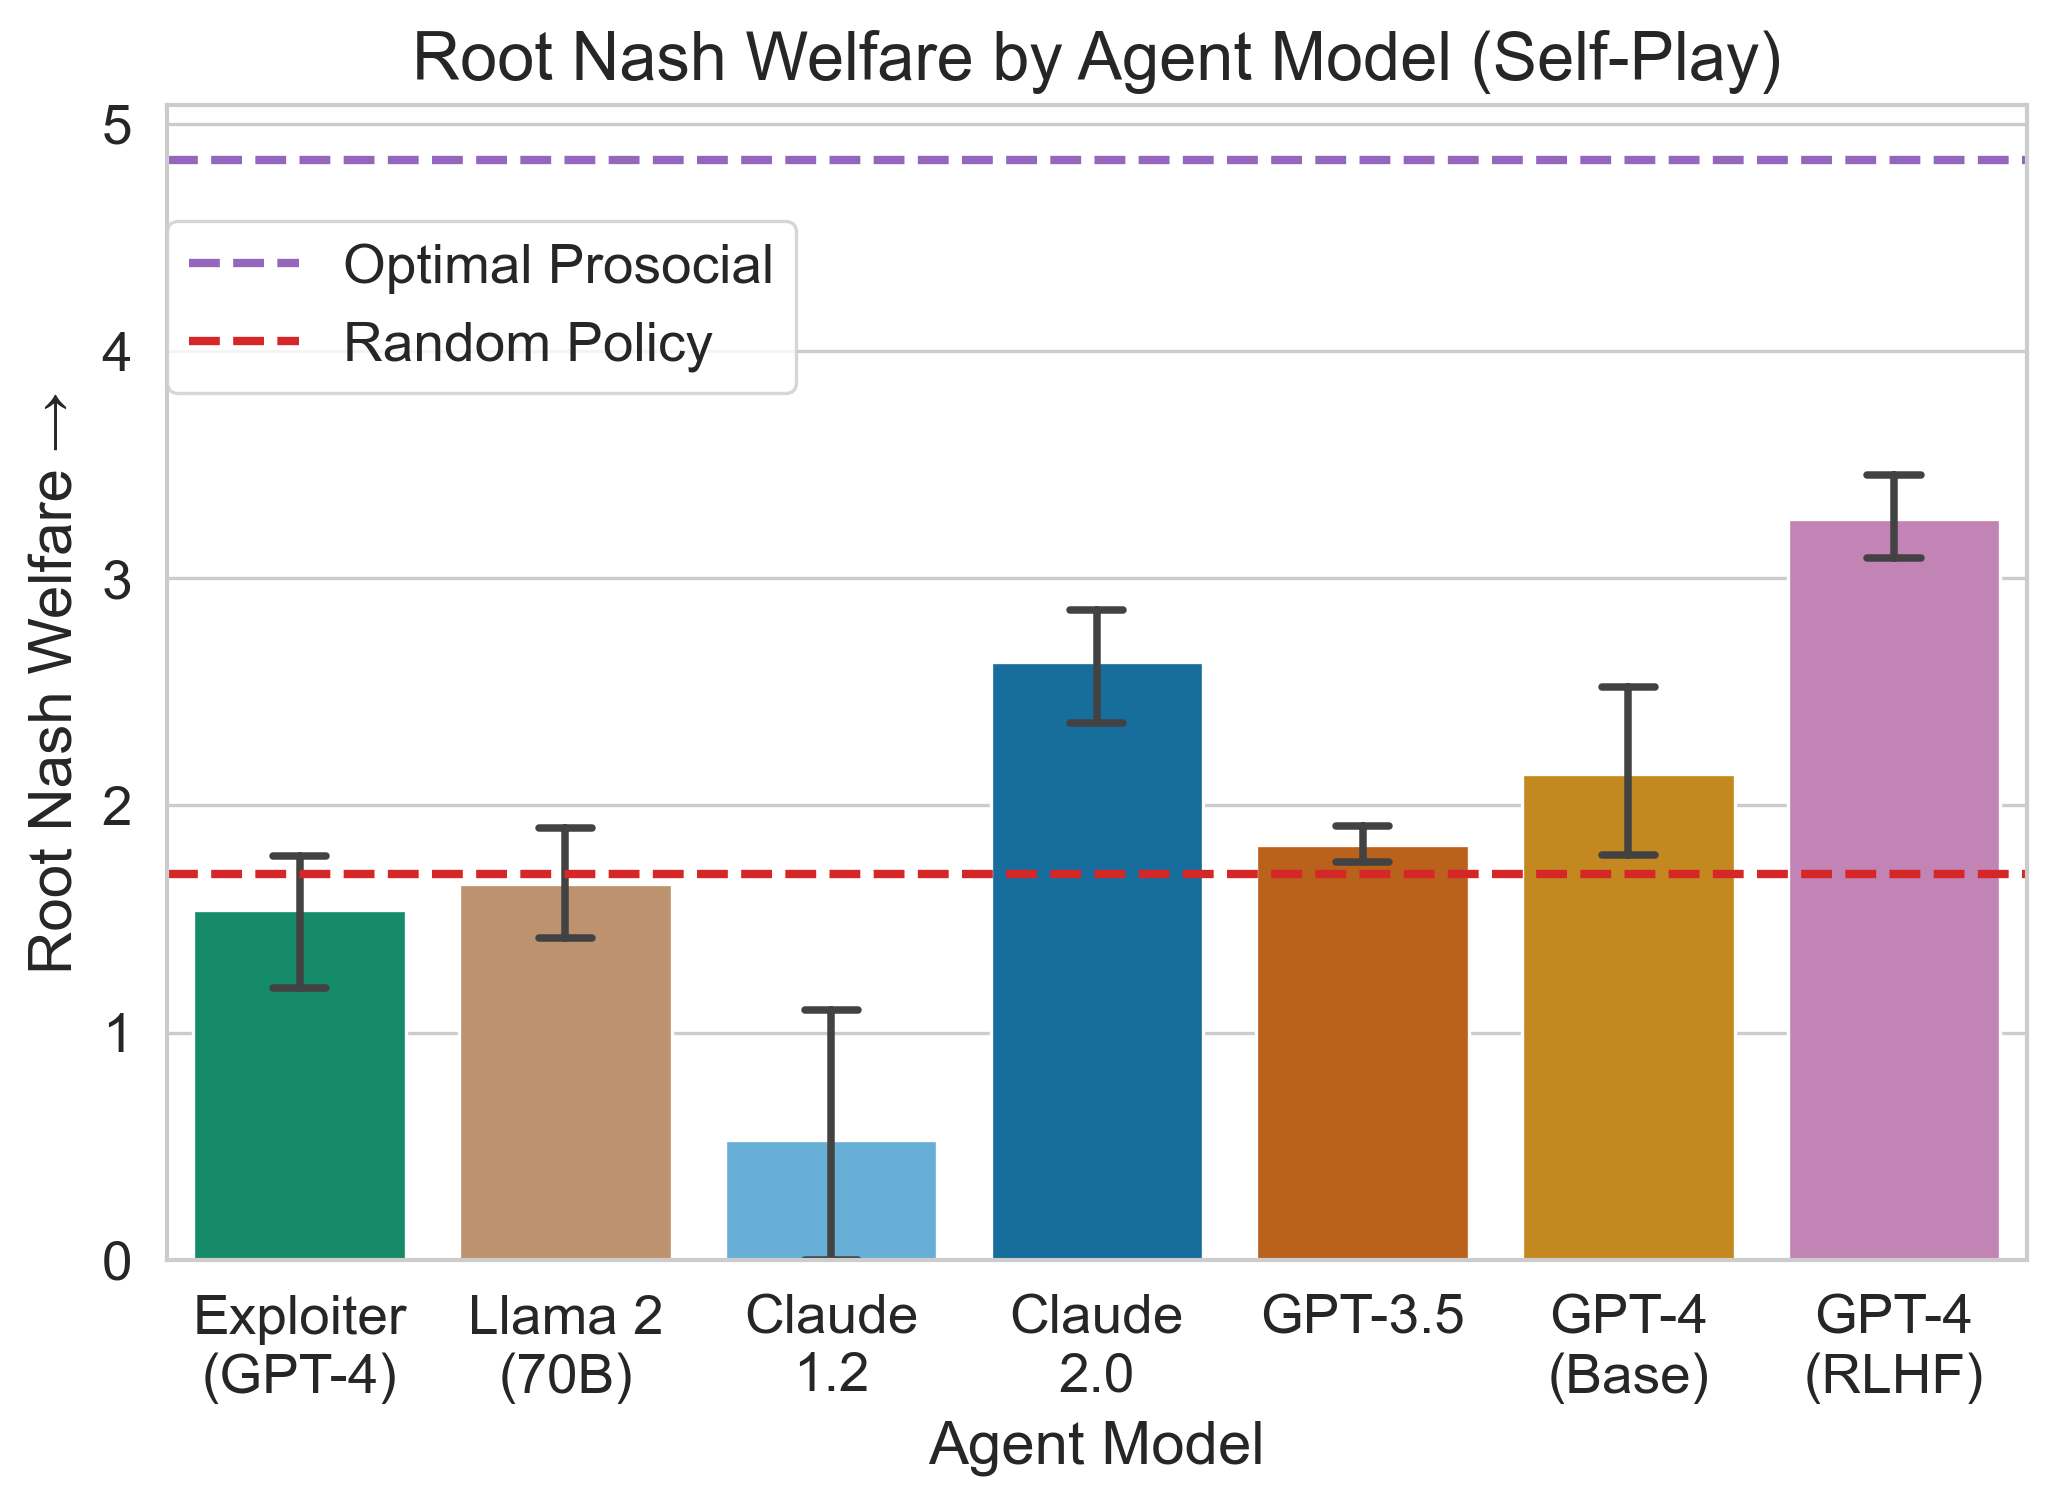 Root Nash Welfare by Agent Model (Self-Play)
Root Nash Welfare →
5
4
3
2
1
0
Optimal Prosocial
Random Policy
Exploiter
(GPT-4)
Llama 2
(70B)
Claude
1.2
Claude
2.0
GPT-3.5
GPT-4
(Base)
GPT-4
(RLHF)
Agent Model